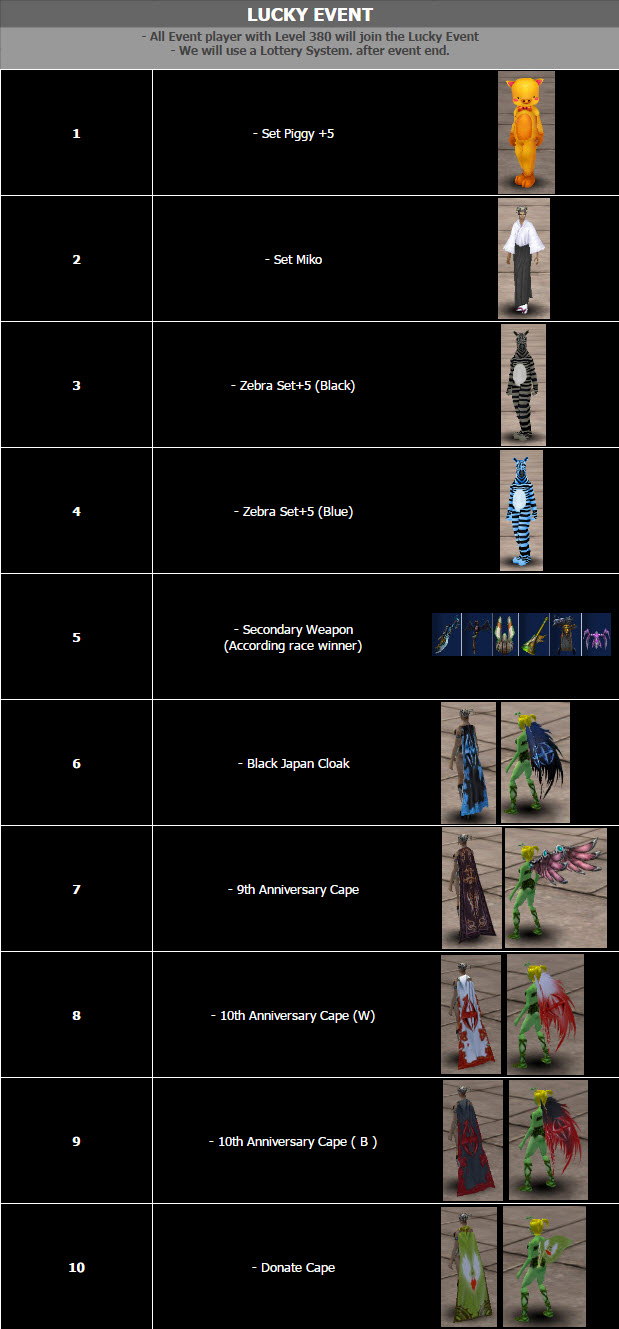 LUCKY EVENT
- All Event player with Level 380 will join the Lucky Event
- We will use a Lottery System. after event end.
1
- Set Piggy +5
2
- Set Miko
3
- Zebra Set+5 (Black)
4
- Zebra Set+5 (Blue)
5
- Secondary Weapon
(According race winner)
6
- Black Japan Cloak
7
- 9th Anniversary Cape
8
- 10th Anniversary Cape (W)
9
- 10th Anniversary Cape ( B )
10
- Donate Cape